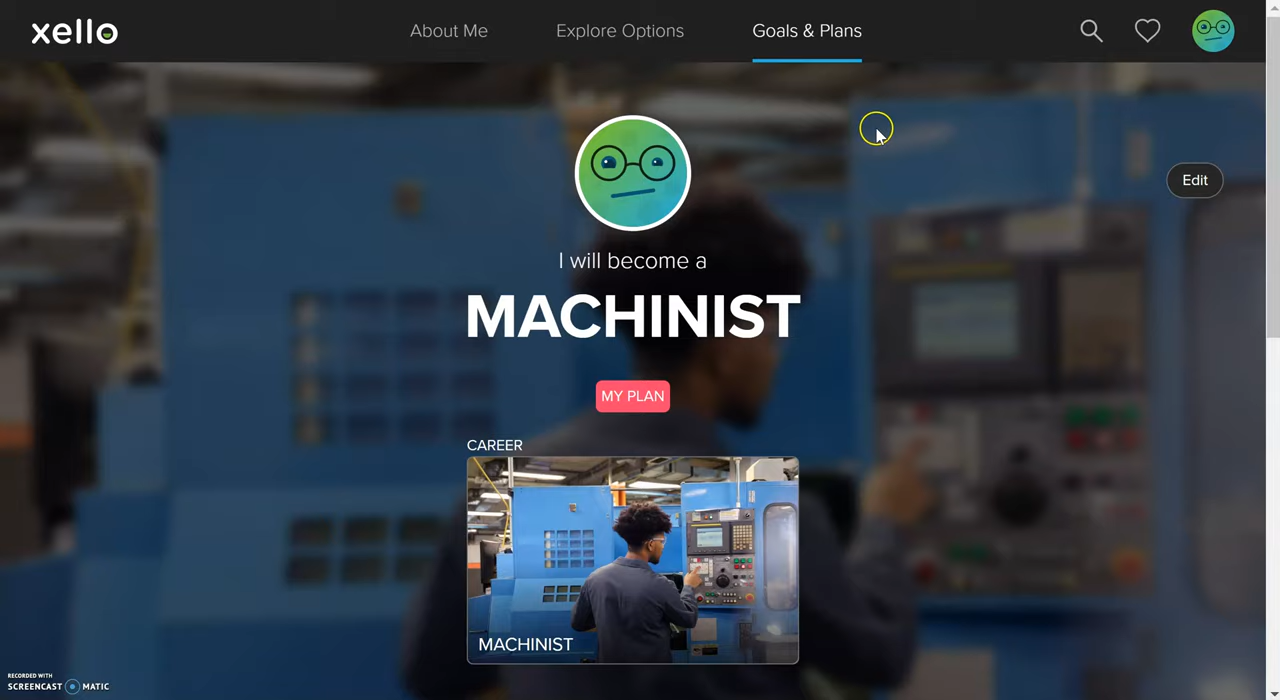 xello
About Me
Explore Options
Goals & Plans
Edit
I will become a
MACHINIST
MY PLAN
CAREER
MACHINIST
RECORDED WITH
SCREENCAST MATIC